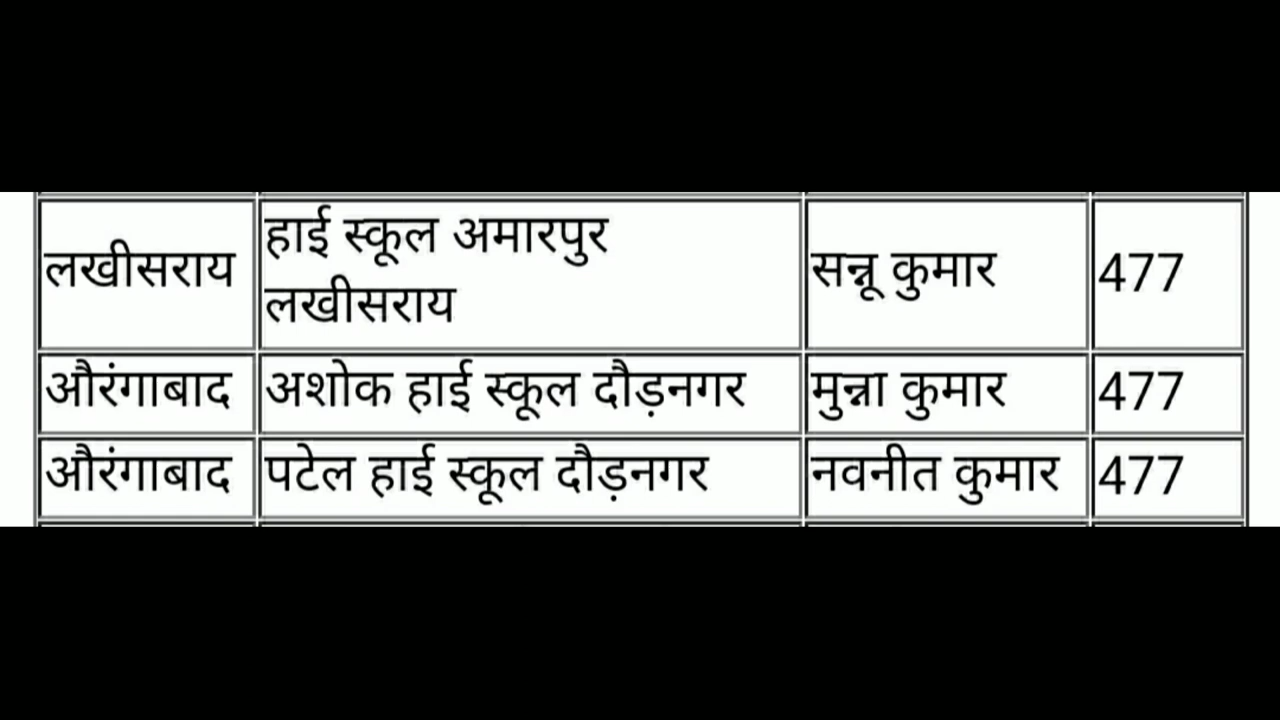 लखीसराय हाई स्कूल अमारपुर लखीसराय सन्नू कुमार 477
औरंगाबाद अशोक हाई स्कूल दौड़नगर मुन्ना कुमार 477
औरंगाबाद पटेल हाई स्कूल दौड़नगर नवनीत कुमार 477